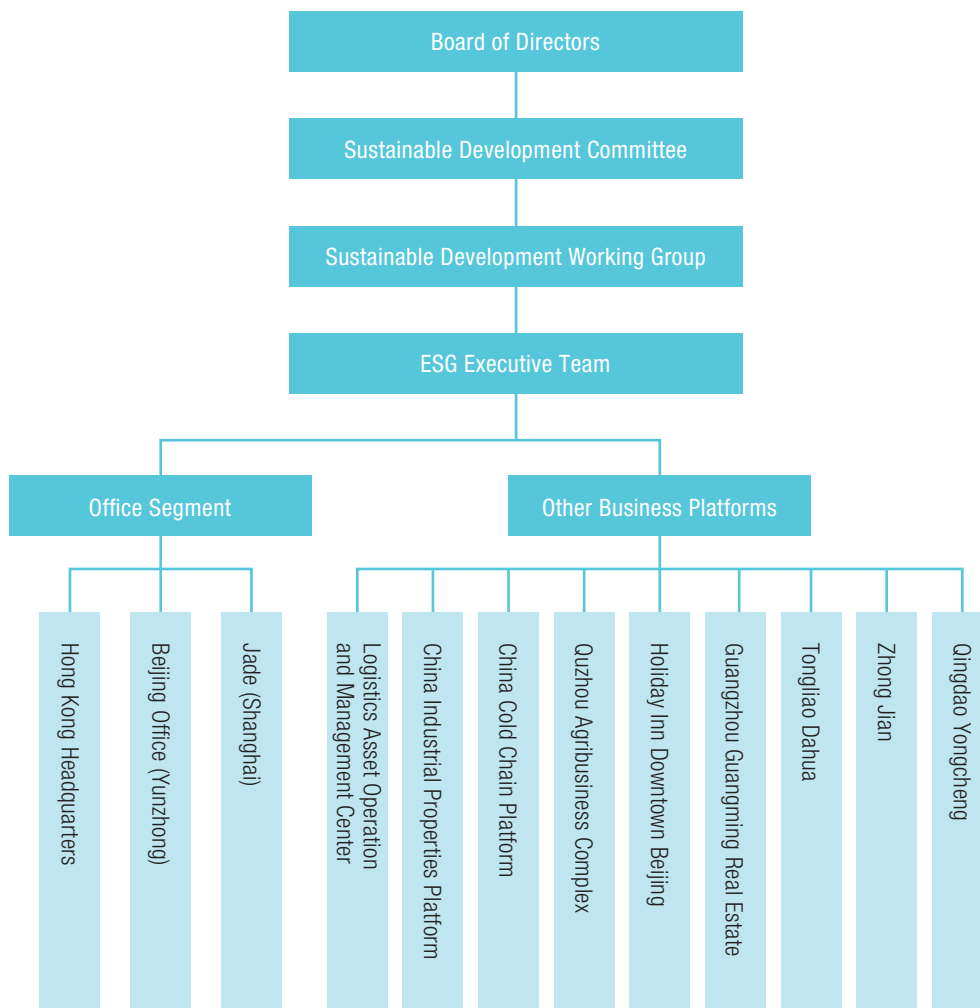 Board of Directors
Sustainable Development Committee
Sustainable Development Working Group
ESG Executive Team
Office Segment
Other Business Platforms
Hong Kong Headquarters
Beijing Office (Yunzhong)
Jade (Shanghai)
Logistics Asset Operation
and Management Center
China Industrial Properties Platform
China Cold Chain Platform
Quzhou Agribusiness Complex
Holiday Inn Downtown Beijing
Guangzhou Guangming Real Estate
Tongliao Dahua
Zhong Jian
Qingdao Yongcheng